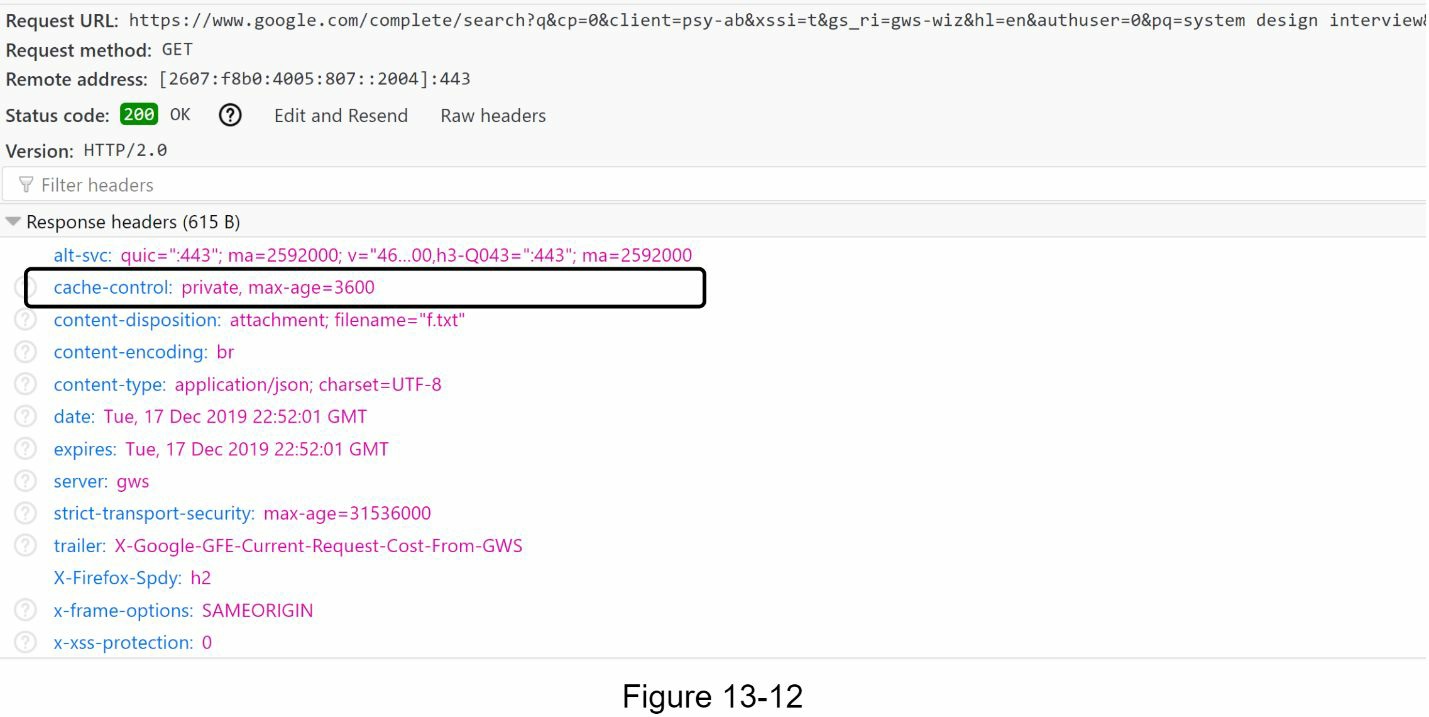 Request URL: https://www.google.com/complete/search?q&cp=0&client=psy-ab&xssi=t&gs_ri=gws-wiz&hl=en&authuser=0&pq=system design interview&
Request method: GET
Remote address: [2607:f8b0:4005:807::2004]:443
Status code: 200 OK ? Edit and Resend Raw headers
Version: HTTP/2.0
Filter headers
Response headers (615 B)
alt-svc: quic=":443"; ma=2592000; v="46...00,h3-Q043=":443"; ma=2592000
? cache-control: private, max-age=3600
? content-disposition: attachment; filename="f.txt"
? content-encoding: br
? content-type: application/json; charset=UTF-8
? date: Tue, 17 Dec 2019 22:52:01 GMT
? expires: Tue, 17 Dec 2019 22:52:01 GMT
? server: gws
? strict-transport-security: max-age=31536000
? trailer: X-Google-GFE-Current-Request-Cost-From-GWS
X-Firefox-Spdy: h2
? x-frame-options: SAMEORIGIN
? x-xss-protection: 0
Figure 13-12